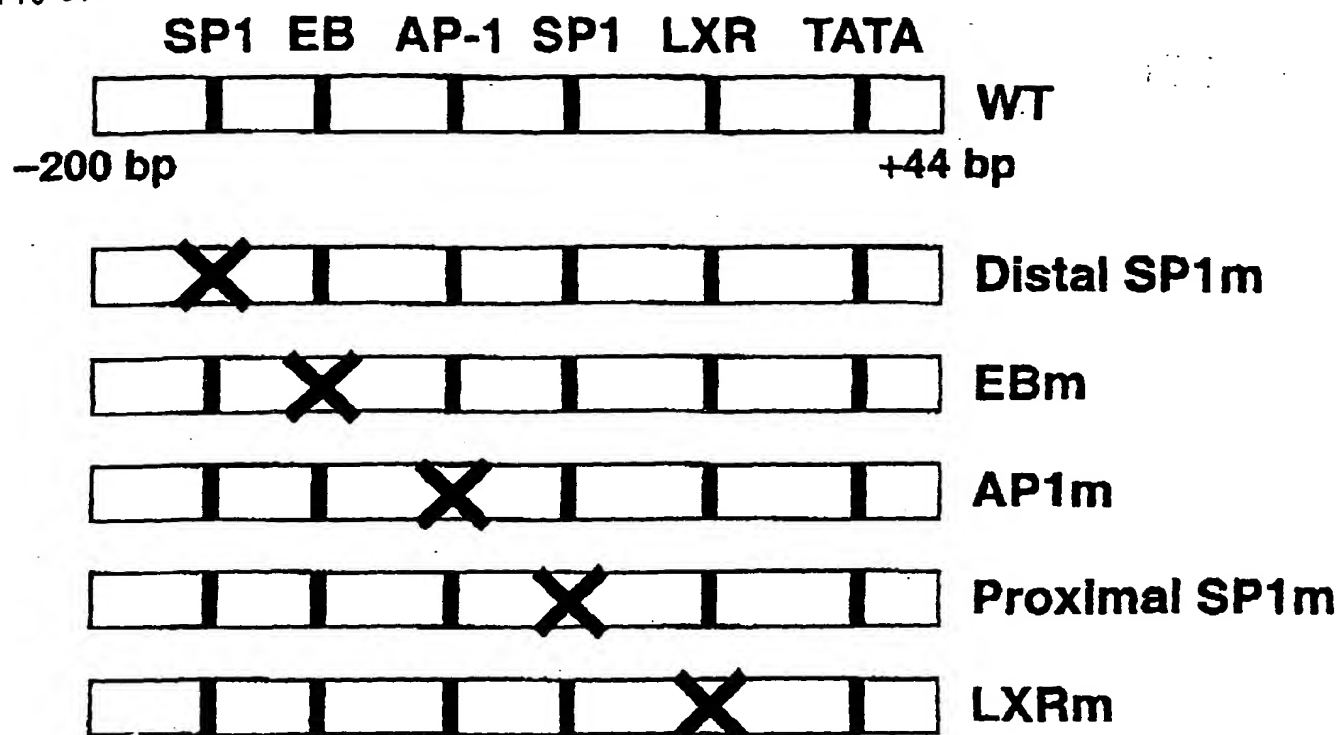 SP1 EB AP-1 SP1 LXR TATA
WT
–200 bp +44 bp
Distal SP1m
EBm
AP1m
Proximal SP1m
LXRm